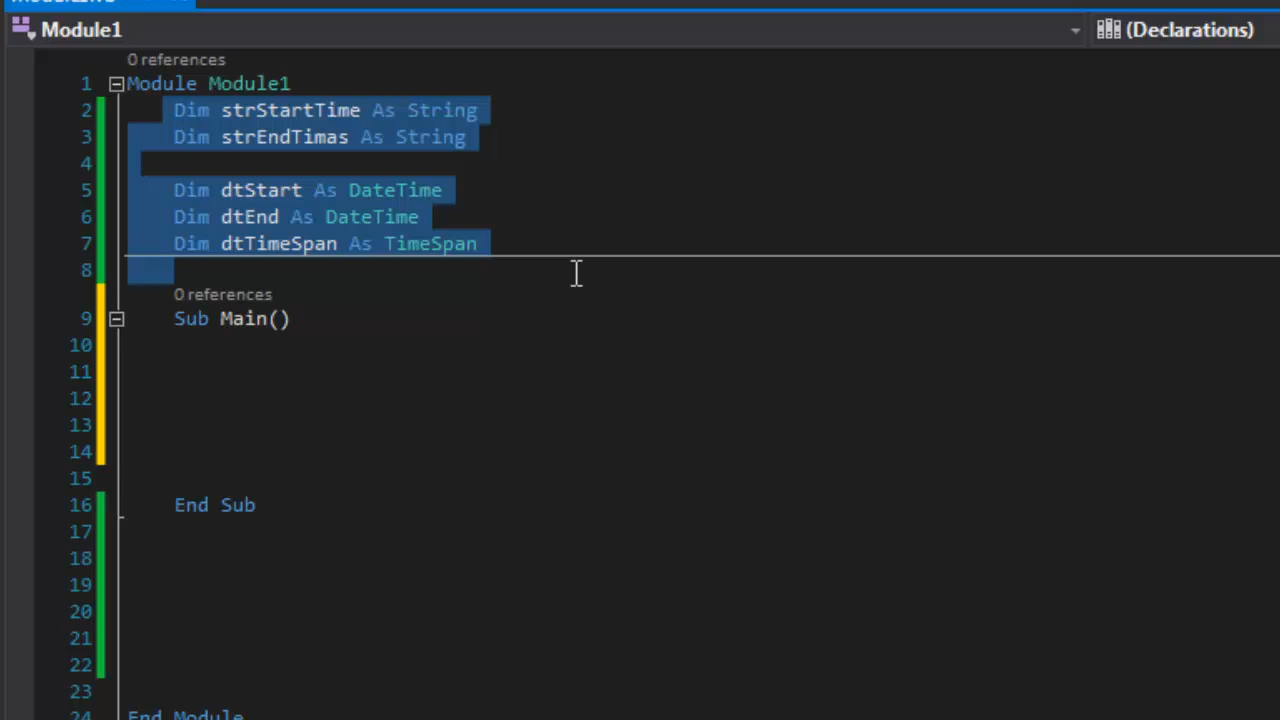 Module1 (Declarations)
0 references
1 Module Module1
2 Dim strStartTime As String
3 Dim strEndTimas As String
4
5 Dim dtStart As DateTime
6 Dim dtEnd As DateTime
7 Dim dtTimeSpan As TimeSpan
8
0 references
9 Sub Main()
10
11
12
13
14
15
16 End Sub
17
18
19
20
21
22
23
24 End Module